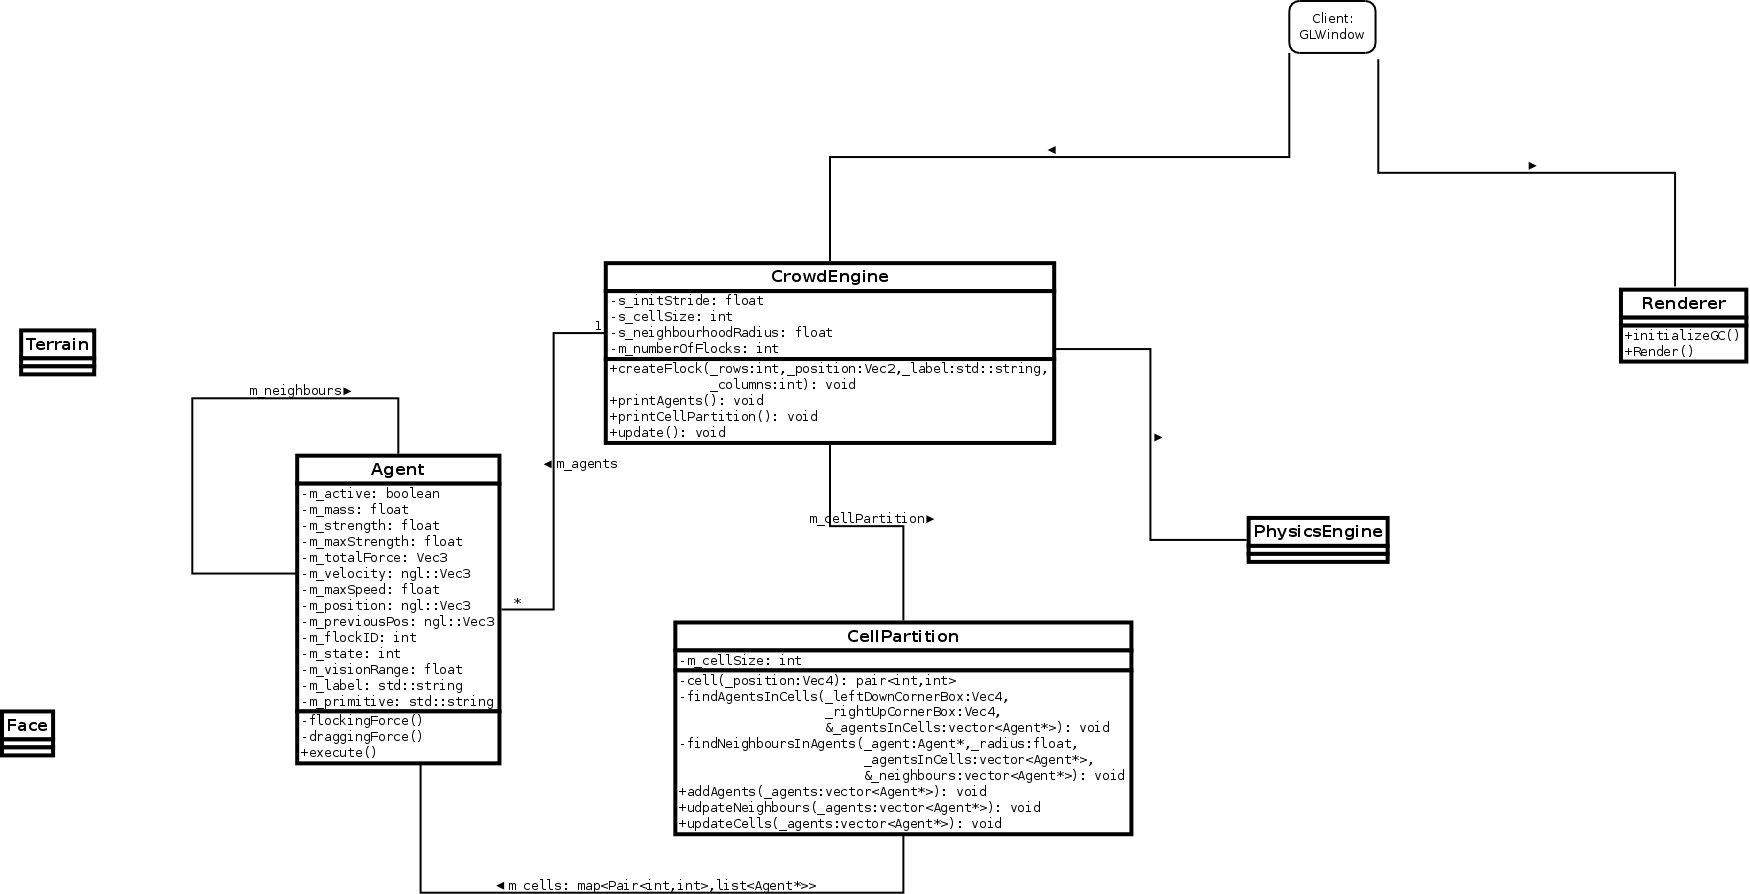 Client:
GLWindow
CrowdEngine
-s_initStride: float
-s_cellSize: int
-s_neighbourhoodRadius: float
-m_numberOfFlocks: int
+createFlock(_rows:int,_position:Vec2,_label:std::string,
_columns:int): void
+printAgents(): void
+printCellPartition(): void
+update(): void
Renderer
+initializeGC()
+Render()
1
Terrain
m_neighbours
Agent
-m_active: boolean
-m_mass: float
-m_strength: float
-m_maxStrength: float
-m_totalForce: Vec3
-m_velocity: ngl::Vec3
-m_maxSpeed: float
-m_position: ngl::Vec3
-m_previousPos: ngl::Vec3
-m_flockID: int
-m_state: int
-m_visionRange: float
-m_label: std::string
-m_primitive: std::string
-flockingForce()
-draggingForce()
+execute()
m_agents
*
m_cellPartition
PhysicsEngine
CellPartition
-m_cellSize: int
-cell(_position:Vec4): pair<int,int>
-findAgentsInCells(_leftDownCornerBox:Vec4,
_rightUpCornerBox:Vec4,
&_agentsInCells:vector<Agent*>): void
-findNeighboursInAgents(_agent:Agent*,_radius:float,
_agentsInCells:vector<Agent*>,
&_neighbours:vector<Agent*>): void
+addAgents(_agents:vector<Agent*>): void
+udpateNeighbours(_agents:vector<Agent*>): void
+updateCells(_agents:vector<Agent*>): void
Face
m_cells: map<Pair<int,int>,list<Agent*>>